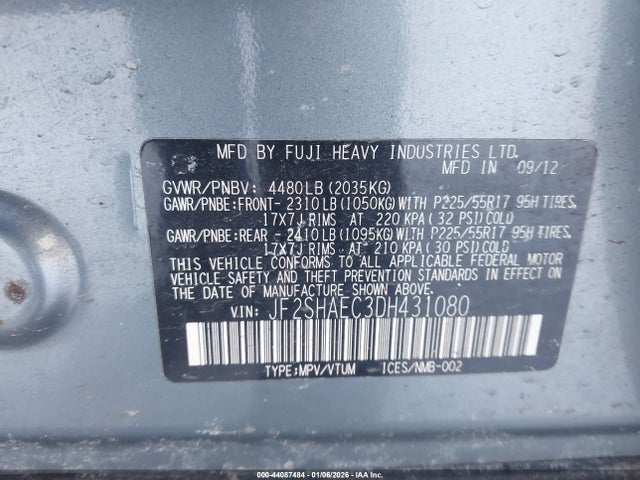 MFD BY FUJI HEAVY INDUSTRIES LTD.
MFD IN 09/12
GVWR/PNBV: 4480LB(2035KG)
GAWR/PNBE:FRONT- 2310LB(1050KG)WITH P225/55R17 95H TIRES,
17X7J RIMS AT 220 KPA(32 PSI)COLD
GAWR/PNBE:REAR - 2410LB(1095KG)WITH P225/55R17 95H TIRES,
17X7J RIMS AT 210 KPA(30 PSI)COLD
THIS VEHICLE CONFORMS TO ALL APPLICABLE FEDERAL MOTOR
VEHICLE SAFETY AND THEFT PREVENTION STANDARDS IN EFFECT ON THE
DATE OF MANUFACTURE SHOWN ABOVE.
VIN: JF2SHAEC3DH431080
TYPE:MPV/VTUM ICES/NMB-002
000-44087484 - 01/06/2026 - IAA Inc.